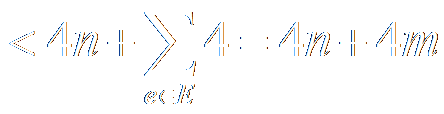 < 4n + ∑_{e∈E} 4 = 4n + 4m